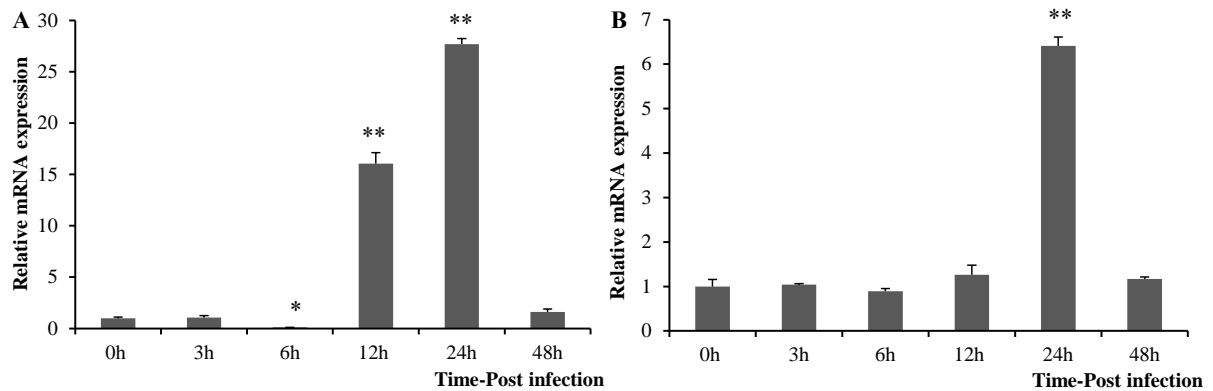 A
Relative mRNA expression
30
25
20
15
10
5
0
**
**
*
0h 3h 6h 12h 24h 48h
Time-Post infection
B
Relative mRNA expression
7
6
5
4
3
2
1
0
**
0h 3h 6h 12h 24h 48h
Time-Post infection